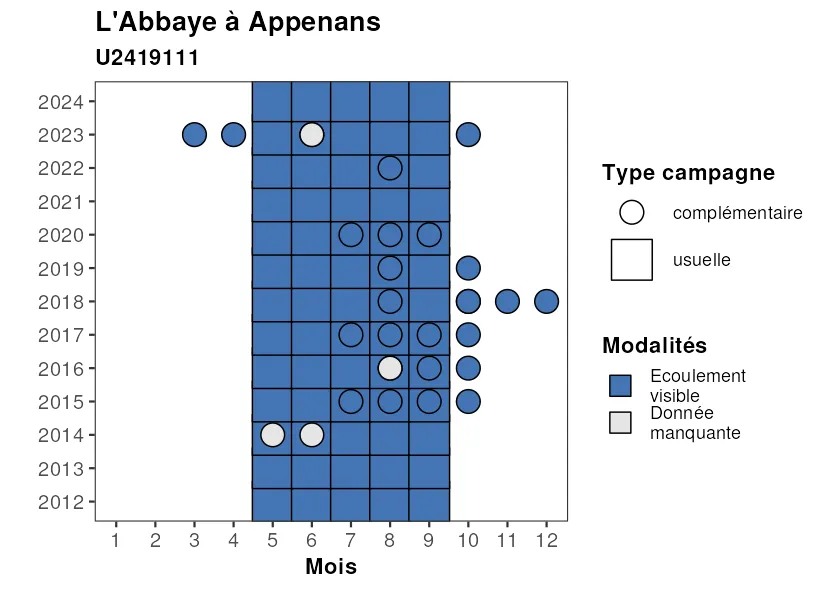 L'Abbaye à Appenans
U2419111
2024
2023
2022
2021
2020
2019
2018
2017
2016
2015
2014
2013
2012
1 2 3 4 5 6 7 8 9 10 11 12
Mois
Type campagne
complémentaire
usuelle
Modalités
Ecoulement
visible
Donnée
manquante